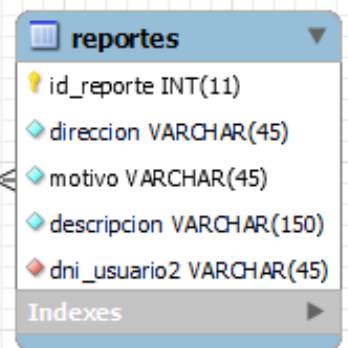 reportes
id_reporte INT(11)
direccion VARCHAR(45)
motivo VARCHAR(45)
descripcion VARCHAR(150)
dni_usuario2 VARCHAR(45)
Indexes